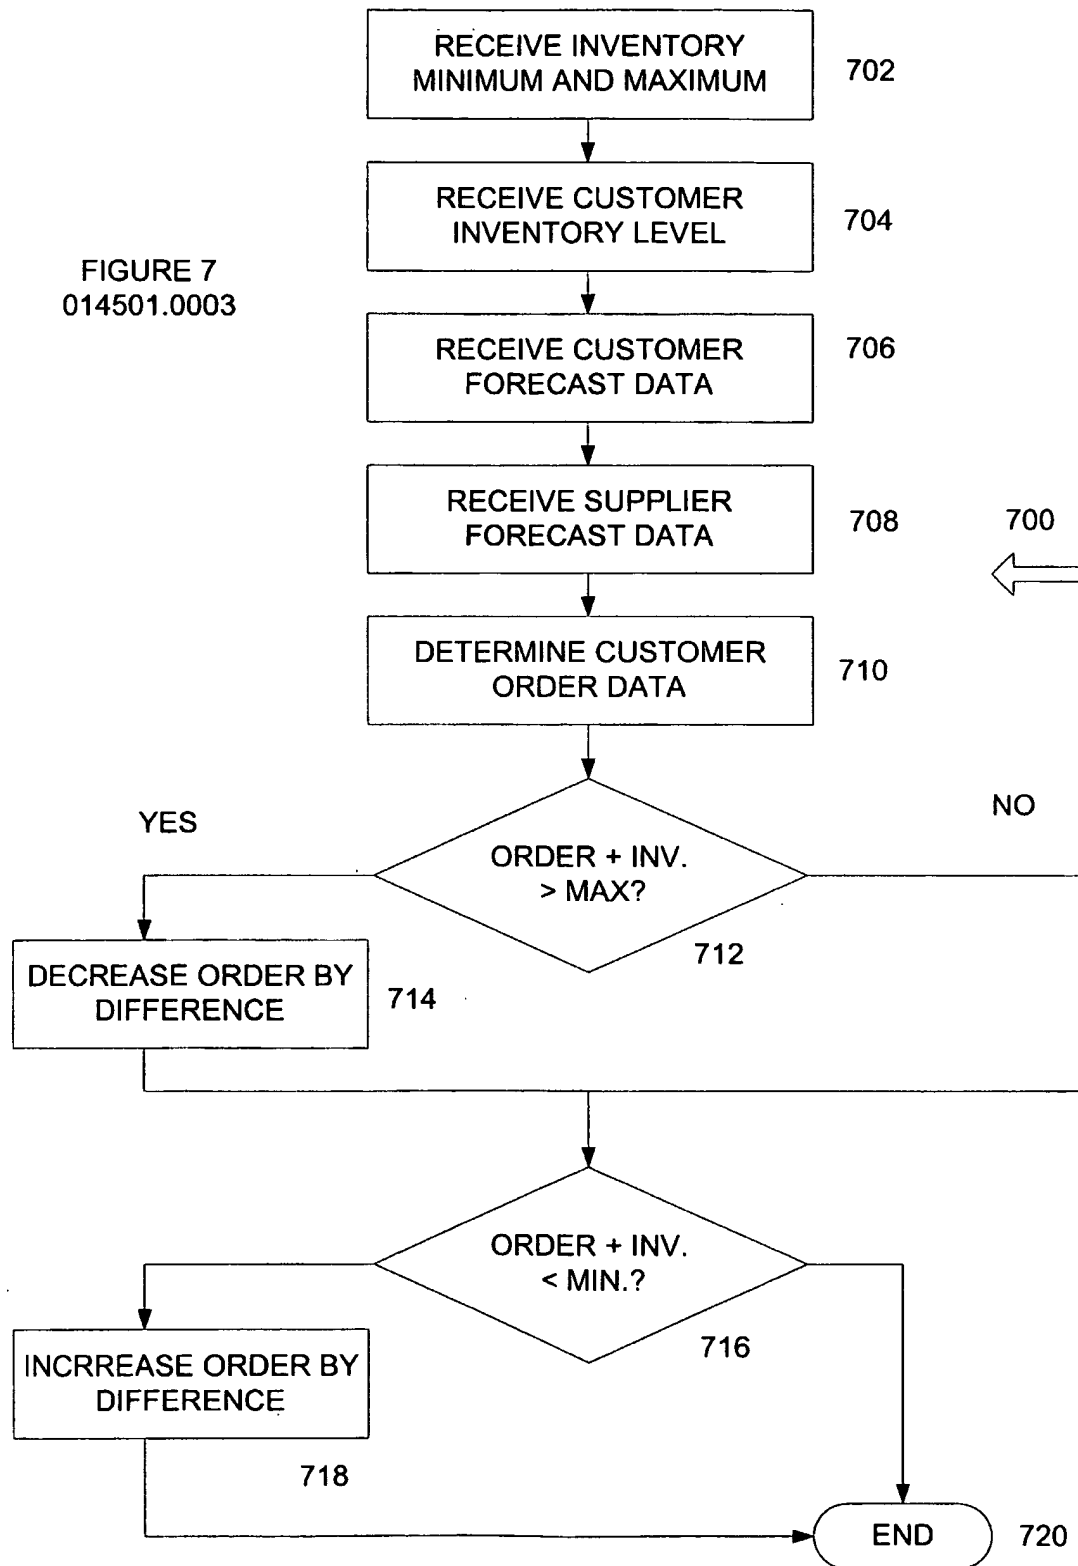 RECEIVE INVENTORY
MINIMUM AND MAXIMUM
702
RECEIVE CUSTOMER
INVENTORY LEVEL
704
FIGURE 7
014501.0003
RECEIVE CUSTOMER
FORECAST DATA
706
RECEIVE SUPPLIER
FORECAST DATA
708
700
DETERMINE CUSTOMER
ORDER DATA
710
YES
NO
ORDER + INV.
> MAX?
712
DECREASE ORDER BY
DIFFERENCE
714
ORDER + INV.
< MIN.?
716
INCRREASE ORDER BY
DIFFERENCE
718
END
720